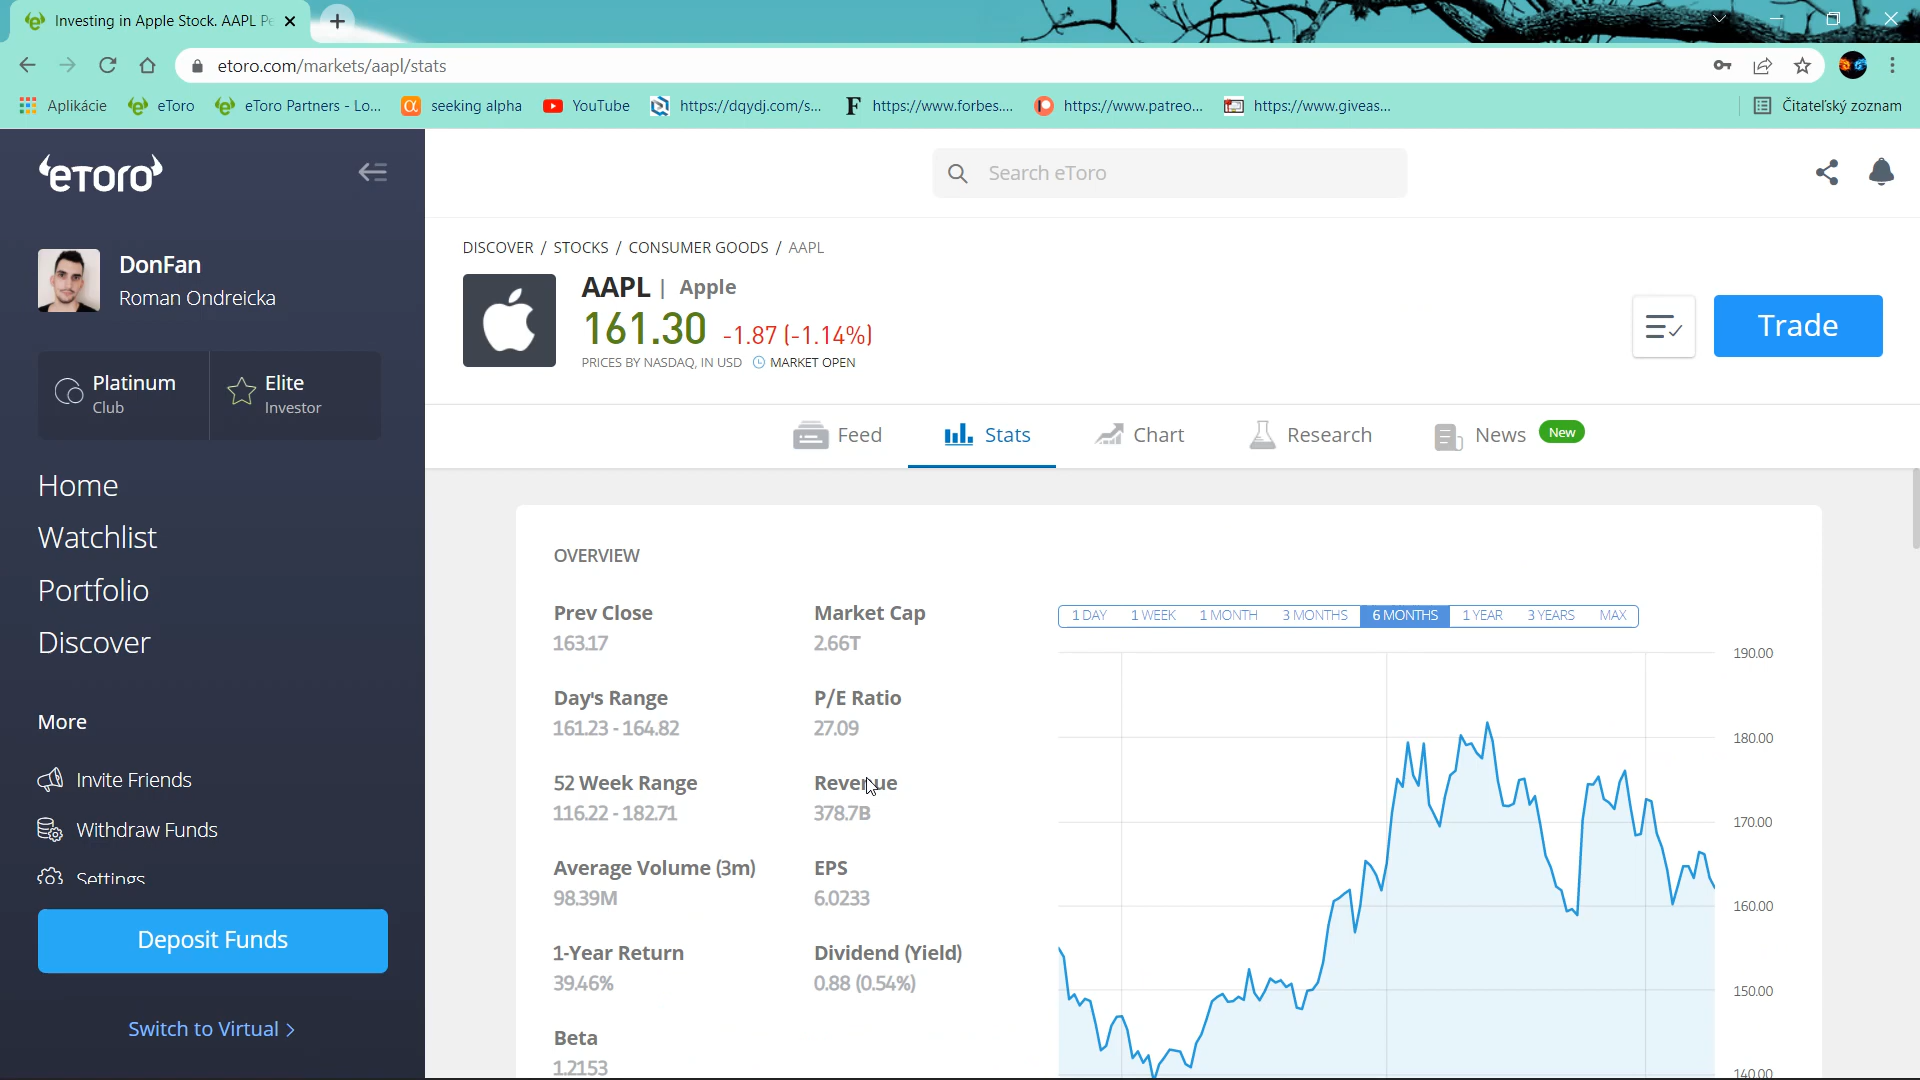 Investing in Apple Stock. AAPL Pe
etoro.com/markets/aapl/stats
Aplikácie
eToro
eToro Partners - Lo...
seeking alpha
YouTube
https://dqydj.com/s...
https://www.forbes....
https://www.patreo...
https://www.giveas...
Čitateľský zoznam
eToro
DonFan
Roman Ondreicka
Platinum
Club
Elite
Investor
Home
Watchlist
Portfolio
Discover
More
Invite Friends
Withdraw Funds
Settings
Deposit Funds
Switch to Virtual >
Search eToro
DISCOVER / STOCKS / CONSUMER GOODS / AAPL
AAPL | Apple
161.30 -1.87 (-1.14%)
PRICES BY NASDAQ, IN USD MARKET OPEN
Trade
Feed
Stats
Chart
Research
News New
OVERVIEW
Prev Close
163.17
Day's Range
161.23 - 164.82
52 Week Range
116.22 - 182.71
Average Volume (3m)
98.39M
1-Year Return
39.46%
Beta
1.2153
Market Cap
2.66T
P/E Ratio
27.09
Revenue
378.7B
EPS
6.0233
Dividend (Yield)
0.88 (0.54%)
1 DAY 1 WEEK 1 MONTH 3 MONTHS 6 MONTHS 1 YEAR 3 YEARS MAX
190.00
180.00
170.00
160.00
150.00
140.00